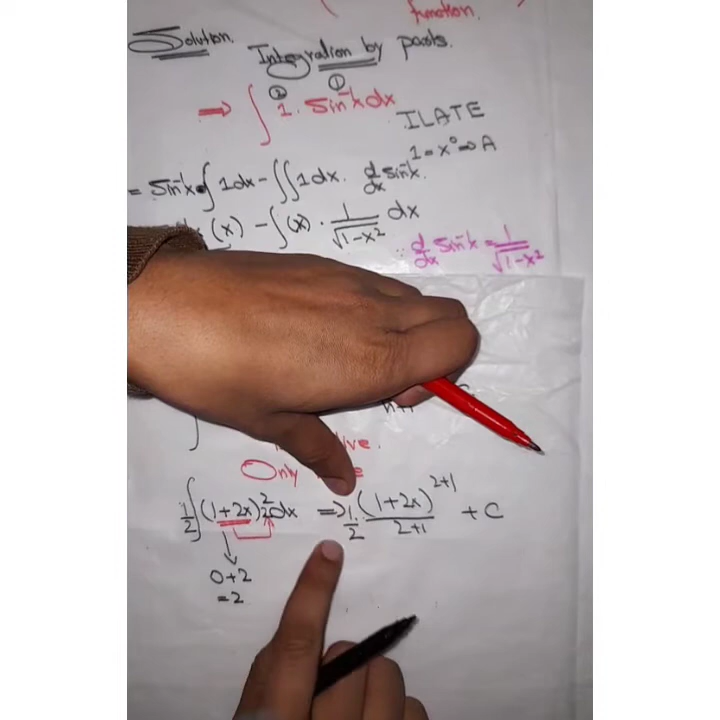 function.
Solution. Integration by parts.
② ①
⇒ ∫ 1. Sin⁻¹x dx
ILATE
1 = x⁰ ⇒ A
= Sin⁻¹x ∫ 1dx - ∫∫ 1dx. d/dx Sin⁻¹x.
(x) - ∫(x) · 1/√(1-x²) dx
∵ d/dx Sin⁻¹x = 1/√(1-x²)
Only
1/2 ∫ (1+2x)² 2dx ⇒ 1/2 · (1+2x)²⁺¹/2+1 + C
0+2
=2